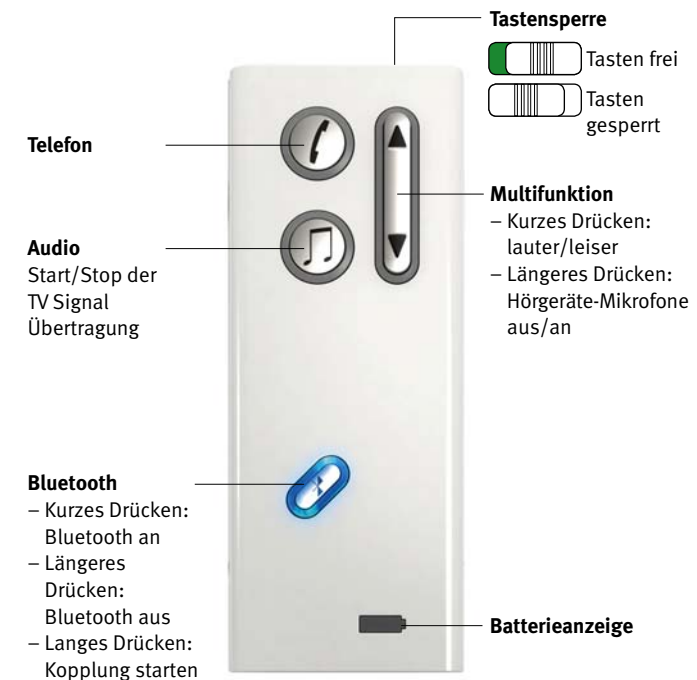 Tastensperre
Tasten frei
Tasten
gesperrt
Telefon
Multifunktion
– Kurzes Drücken:
lauter/leiser
– Längeres Drücken:
Hörgeräte-Mikrofone
aus/an
Audio
Start/Stop der
TV Signal
Übertragung
Bluetooth
– Kurzes Drücken:
Bluetooth an
– Längeres
Drücken:
Bluetooth aus
– Langes Drücken:
Kopplung starten
Batterieanzeige